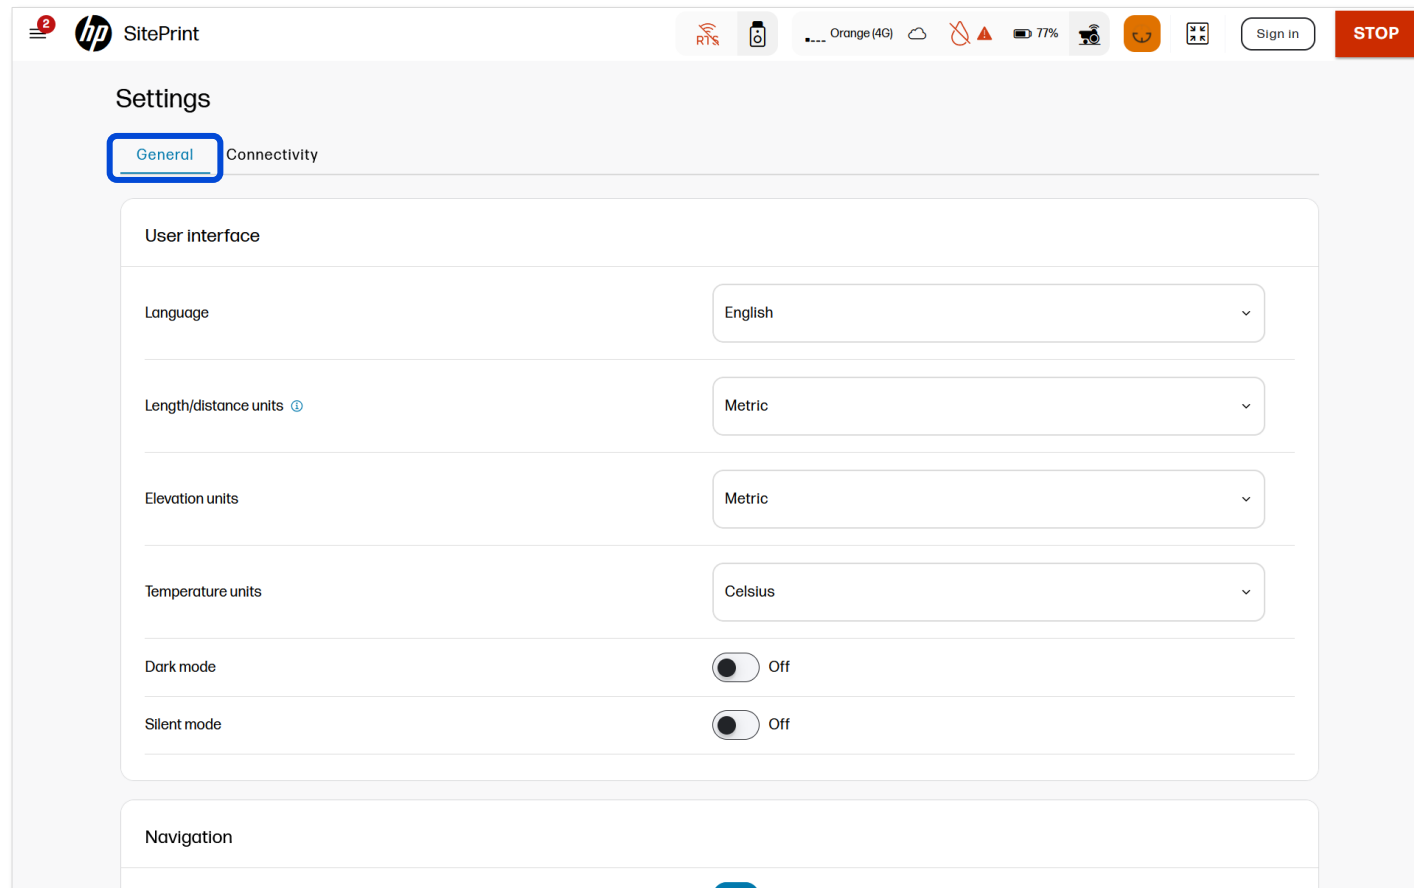 2
hp SitePrint
RTS
Orange (4G)
77%
Sign in
STOP
Settings
General Connectivity
User interface
Language English
Length/distance units Metric
Elevation units Metric
Temperature units Celsius
Dark mode Off
Silent mode Off
Navigation